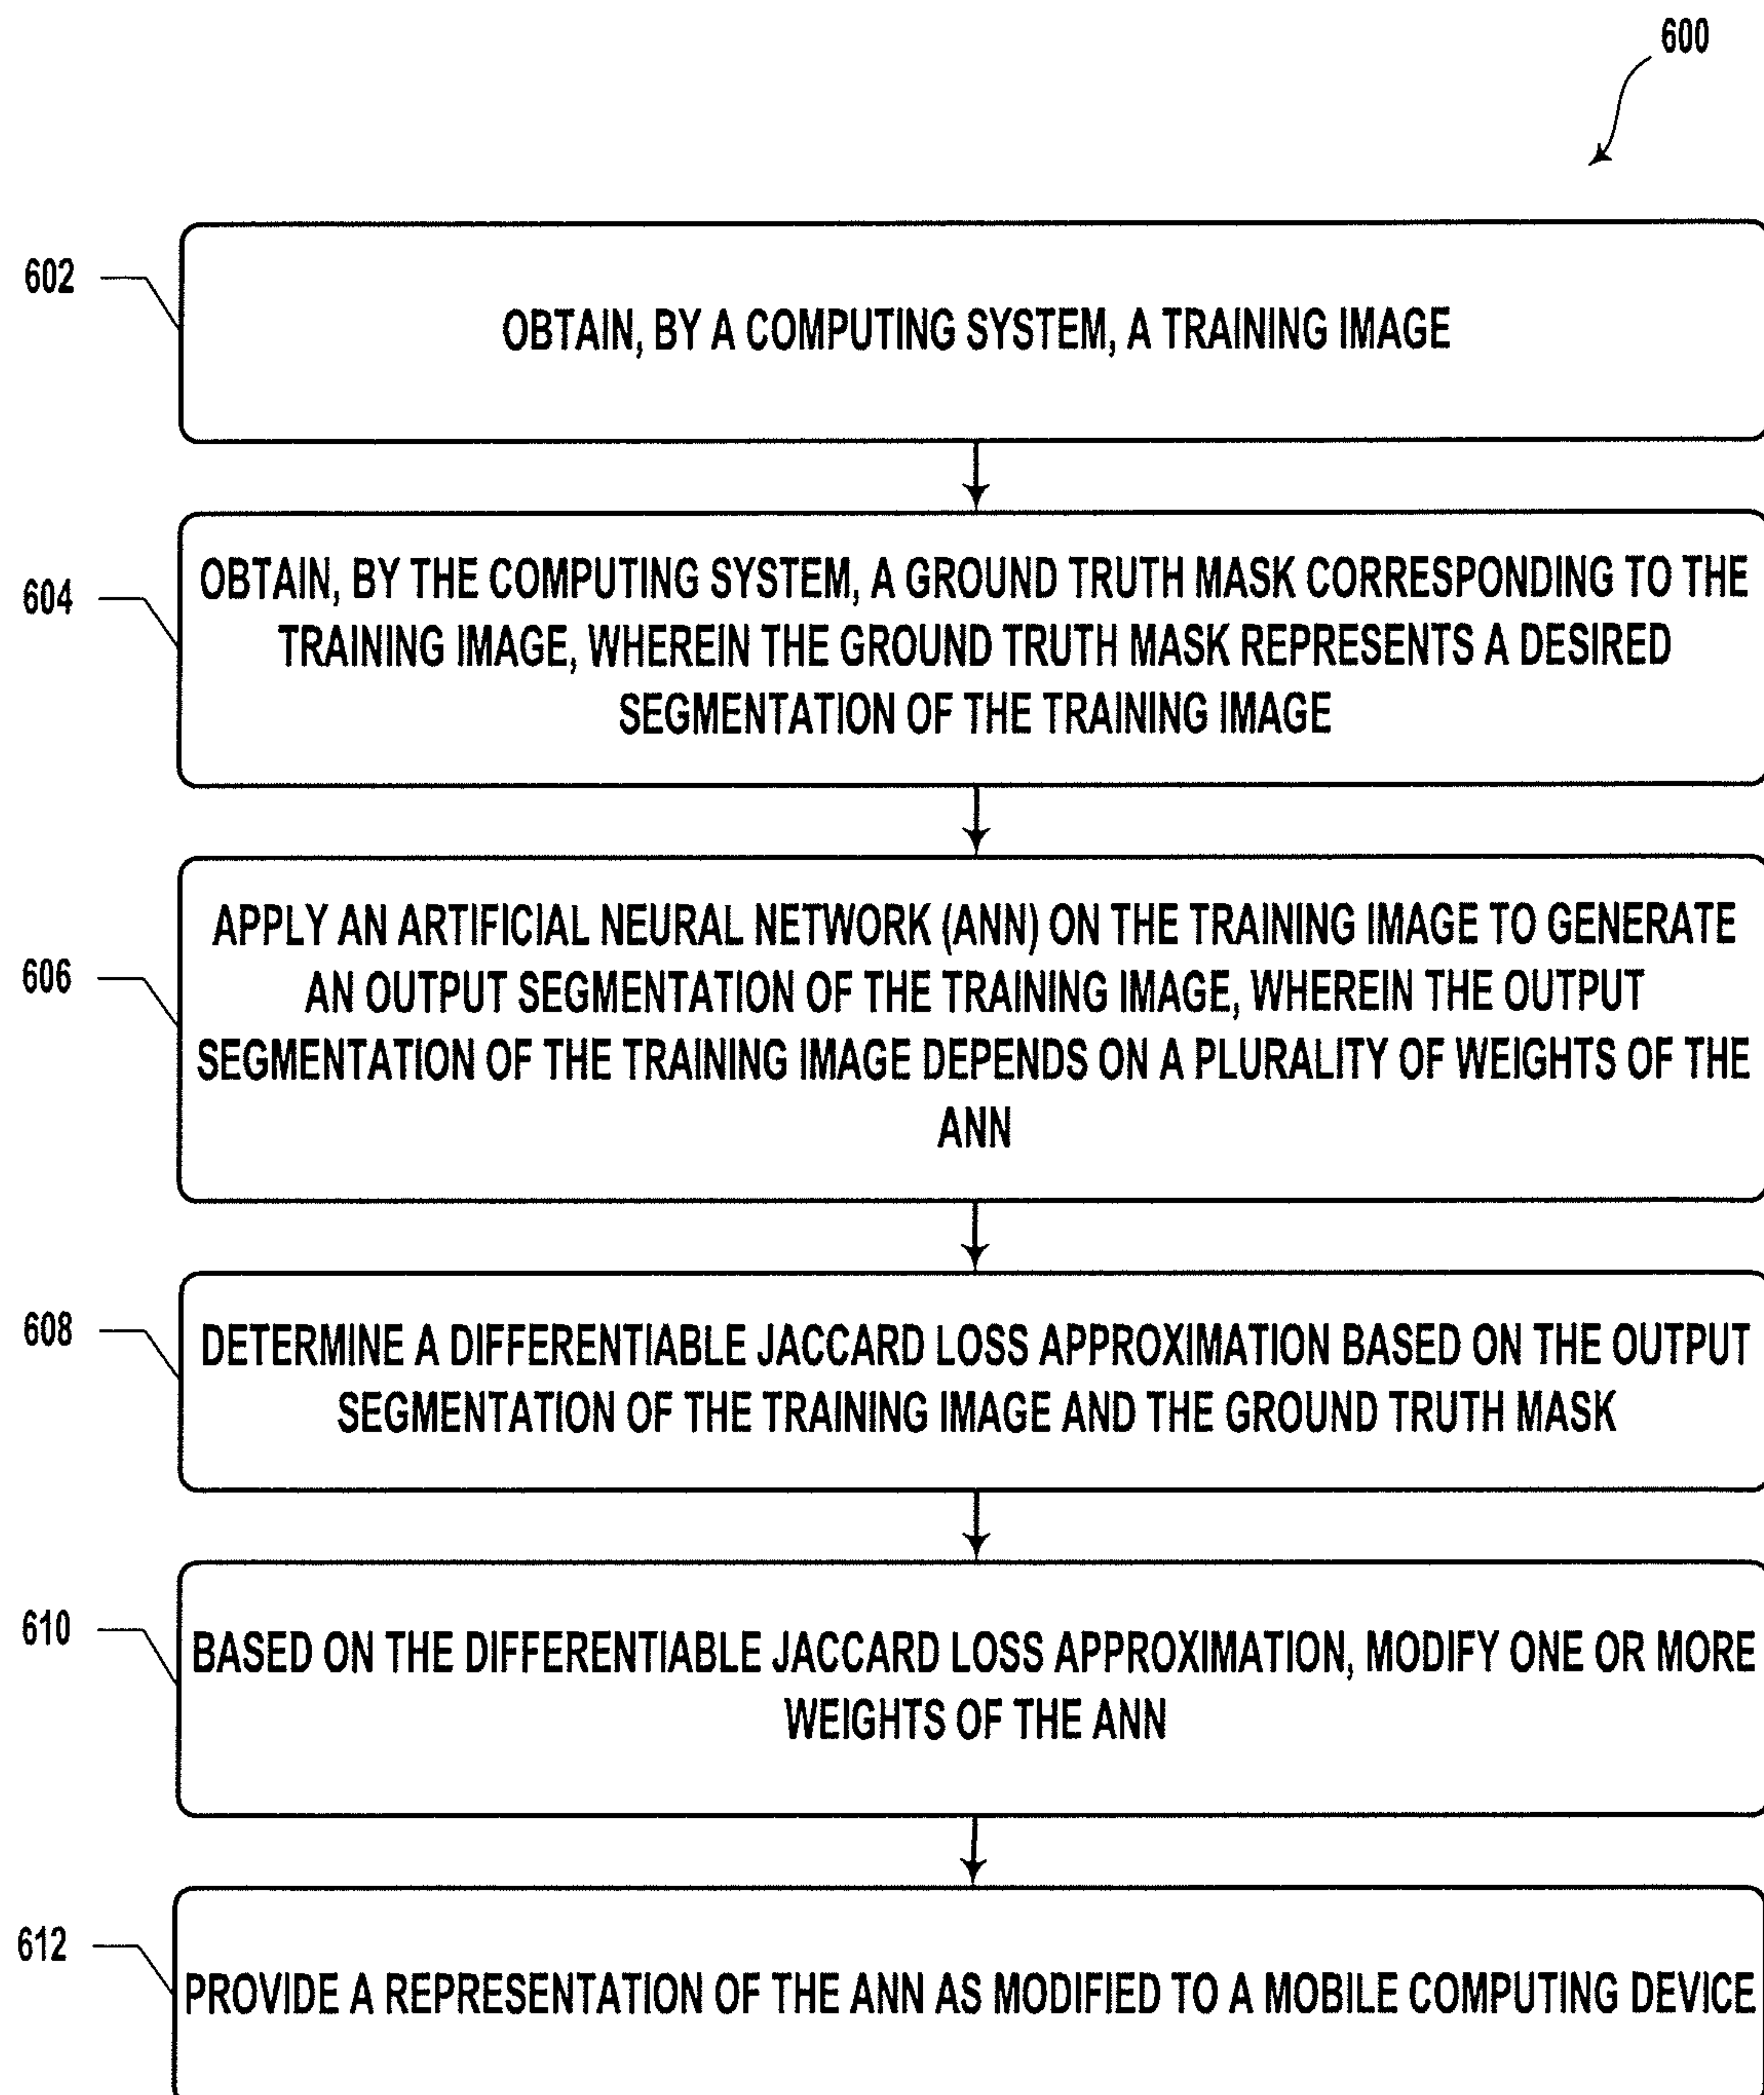 600
602
OBTAIN, BY A COMPUTING SYSTEM, A TRAINING IMAGE
604
OBTAIN, BY THE COMPUTING SYSTEM, A GROUND TRUTH MASK CORRESPONDING TO THE
TRAINING IMAGE, WHEREIN THE GROUND TRUTH MASK REPRESENTS A DESIRED
SEGMENTATION OF THE TRAINING IMAGE
606
APPLY AN ARTIFICIAL NEURAL NETWORK (ANN) ON THE TRAINING IMAGE TO GENERATE
AN OUTPUT SEGMENTATION OF THE TRAINING IMAGE, WHEREIN THE OUTPUT
SEGMENTATION OF THE TRAINING IMAGE DEPENDS ON A PLURALITY OF WEIGHTS OF THE
ANN
608
DETERMINE A DIFFERENTIABLE JACCARD LOSS APPROXIMATION BASED ON THE OUTPUT
SEGMENTATION OF THE TRAINING IMAGE AND THE GROUND TRUTH MASK
610
BASED ON THE DIFFERENTIABLE JACCARD LOSS APPROXIMATION, MODIFY ONE OR MORE
WEIGHTS OF THE ANN
612
PROVIDE A REPRESENTATION OF THE ANN AS MODIFIED TO A MOBILE COMPUTING DEVICE